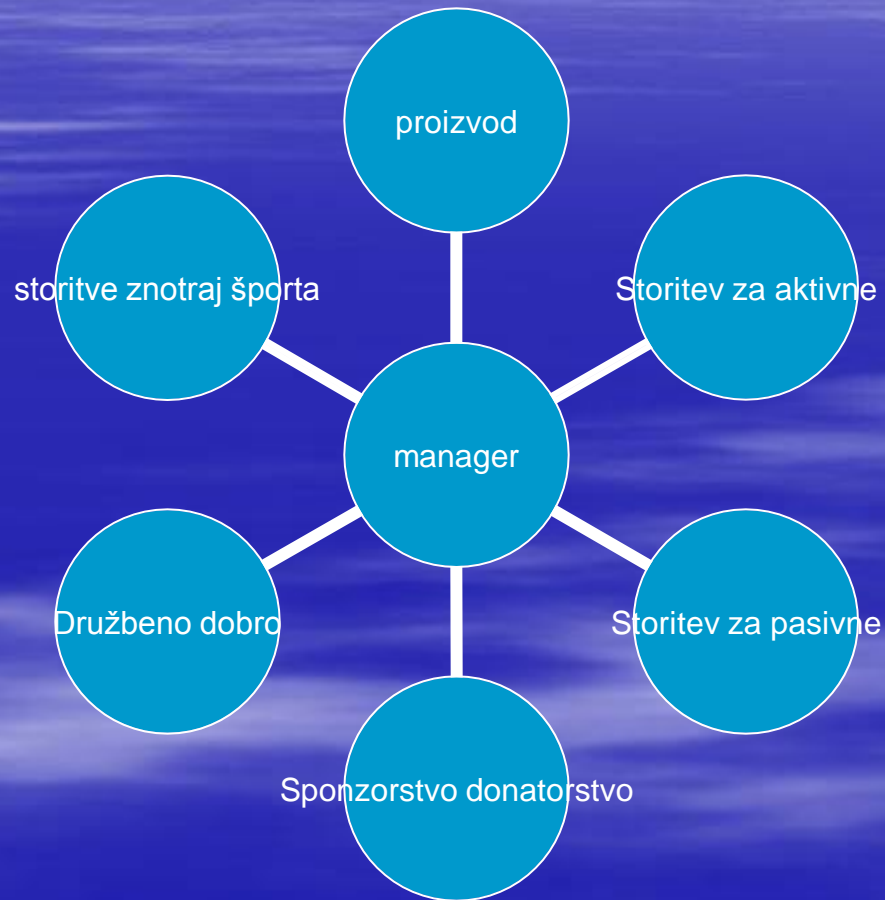 proizvod
storitve znotraj športa
Storitev za aktivne
manager
Družbeno dobro
Storitev za pasivne
Sponzorstvo donatorstvo